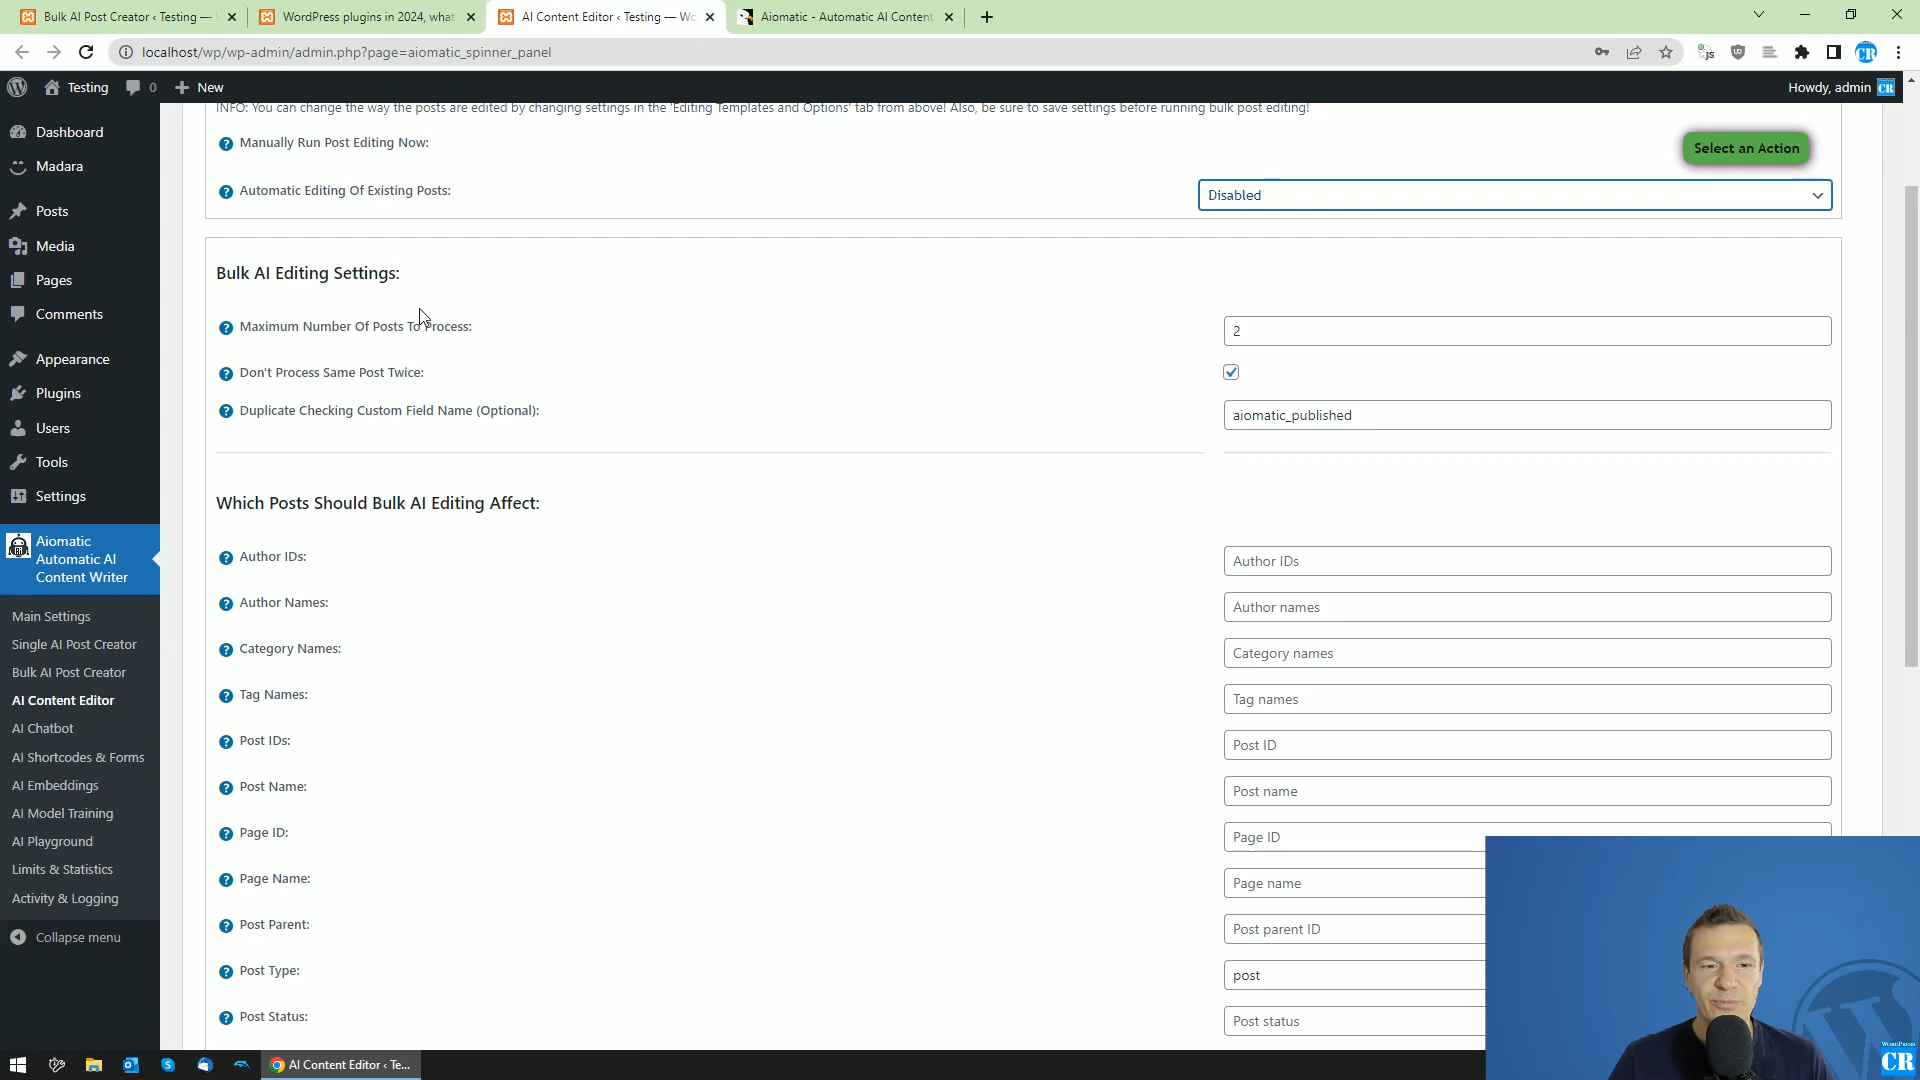 Bulk AI Post Creator ‹ Testing —
WordPress plugins in 2024, what
AI Content Editor ‹ Testing — Wo
Aiomatic - Automatic AI Content
localhost/wp/wp-admin/admin.php?page=aiomatic_spinner_panel
Testing
0
New
Howdy, admin
CR
Dashboard
Madara
Posts
Media
Pages
Comments
Appearance
Plugins
Users
Tools
Settings
Aiomatic
Automatic AI
Content Writer
Main Settings
Single AI Post Creator
Bulk AI Post Creator
AI Content Editor
AI Chatbot
AI Shortcodes & Forms
AI Embeddings
AI Model Training
AI Playground
Limits & Statistics
Activity & Logging
Collapse menu
INFO: You can change the way the posts are edited by changing settings in the 'Editing Templates and Options' tab from above! Also, be sure to save settings before running bulk post editing!
Manually Run Post Editing Now:
Select an Action
Automatic Editing Of Existing Posts:
Disabled
Bulk AI Editing Settings:
Maximum Number Of Posts To Process:
2
Don't Process Same Post Twice:
Duplicate Checking Custom Field Name (Optional):
aiomatic_published
Which Posts Should Bulk AI Editing Affect:
Author IDs:
Author IDs
Author Names:
Author names
Category Names:
Category names
Tag Names:
Tag names
Post IDs:
Post ID
Post Name:
Post name
Page ID:
Page ID
Page Name:
Page name
Post Parent:
Post parent ID
Post Type:
post
Post Status:
Post status
AI Content Editor ‹ Te...
WORDPRESS
CR